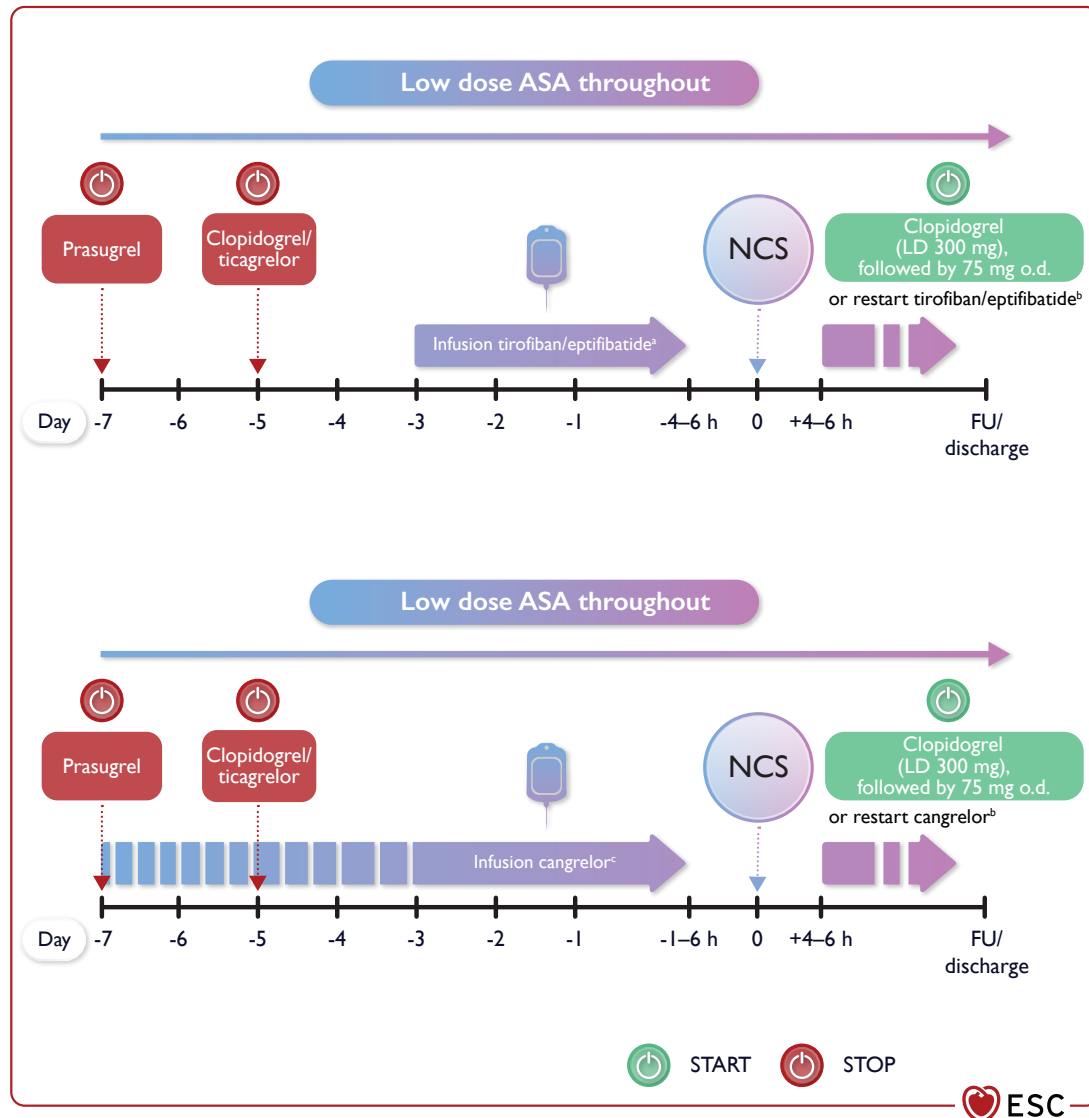 Low dose ASA throughout
Prasugrel
Clopidogrel/
ticagrelor
NCS
Clopidogrel
(LD 300 mg),
followed by 75 mg o.d.
or restart tirofiban/eptifibatideᵇ
Infusion tirofiban/eptifibatideᵃ
Day -7 -6 -5 -4 -3 -2 -1 -4–6 h 0 +4–6 h FU/
discharge
Low dose ASA throughout
Prasugrel
Clopidogrel/
ticagrelor
NCS
Clopidogrel
(LD 300 mg),
followed by 75 mg o.d.
or restart cangrelorᵇ
Infusion cangrelorᶜ
Day -7 -6 -5 -4 -3 -2 -1 -1–6 h 0 +4–6 h FU/
discharge
START STOP
ESC